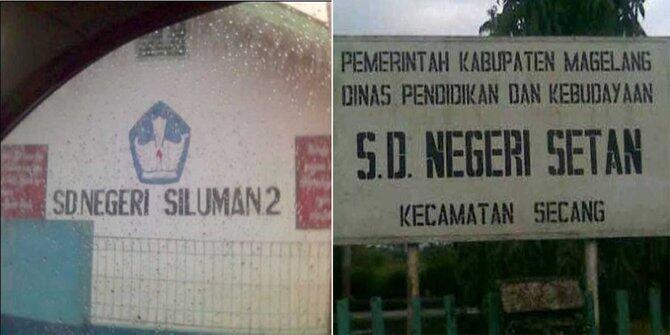 SD.NEGERI SILUMAN.2
PEMERINTAH KABUPATEN MAGELANG
DINAS PENDIDIKAN DAN KEBUDAYAAN
S.D. NEGERI SETAN
KECAMATAN SECANG